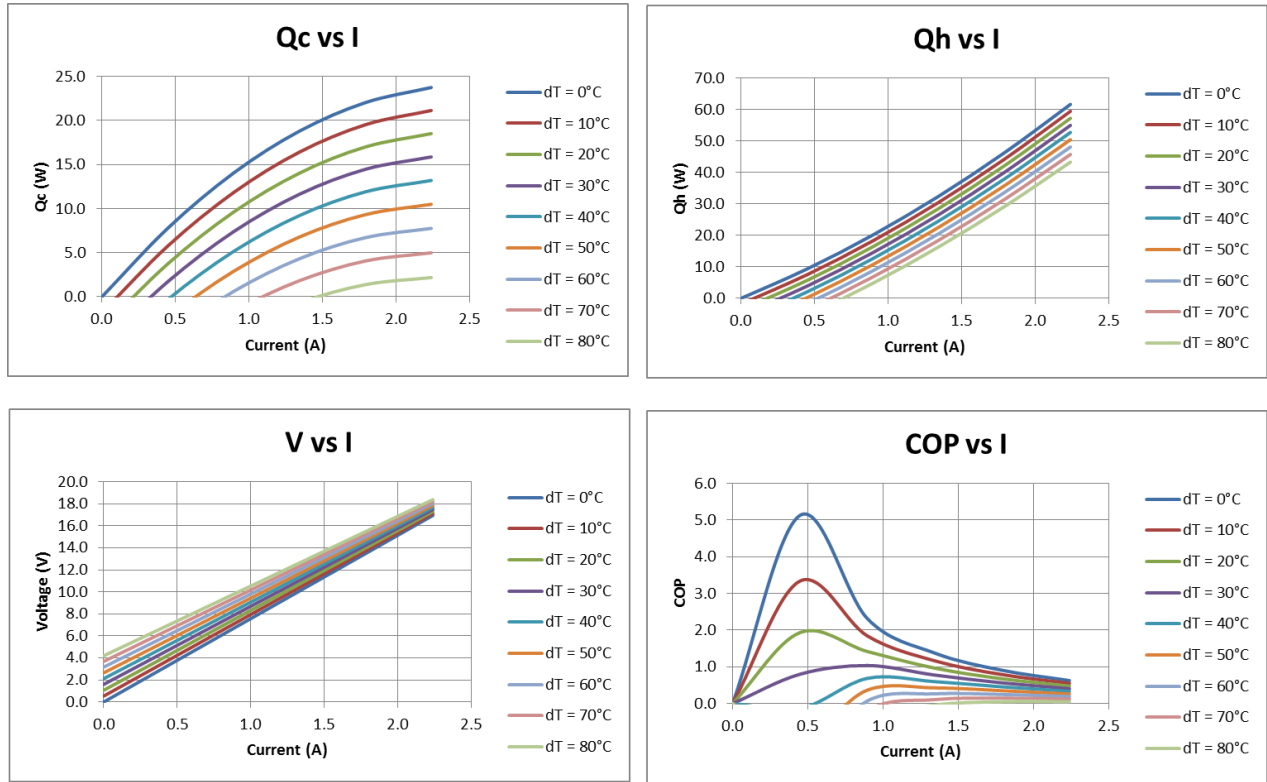 Qc vs I
Qc (W)
25.0
20.0
15.0
10.0
5.0
0.0
0.0 0.5 1.0 1.5 2.0 2.5
Current (A)
dT = 0°C
dT = 10°C
dT = 20°C
dT = 30°C
dT = 40°C
dT = 50°C
dT = 60°C
dT = 70°C
dT = 80°C
Qh vs I
Qh (W)
70.0
60.0
50.0
40.0
30.0
20.0
10.0
0.0
0.0 0.5 1.0 1.5 2.0 2.5
Current (A)
dT = 0°C
dT = 10°C
dT = 20°C
dT = 30°C
dT = 40°C
dT = 50°C
dT = 60°C
dT = 70°C
dT = 80°C
V vs I
Voltage (V)
20.0
18.0
16.0
14.0
12.0
10.0
8.0
6.0
4.0
2.0
0.0
0.0 0.5 1.0 1.5 2.0 2.5
Current (A)
dT = 0°C
dT = 10°C
dT = 20°C
dT = 30°C
dT = 40°C
dT = 50°C
dT = 60°C
dT = 70°C
dT = 80°C
COP vs I
COP
6.0
5.0
4.0
3.0
2.0
1.0
0.0
0.0 0.5 1.0 1.5 2.0 2.5
Current (A)
dT = 0°C
dT = 10°C
dT = 20°C
dT = 30°C
dT = 40°C
dT = 50°C
dT = 60°C
dT = 70°C
dT = 80°C